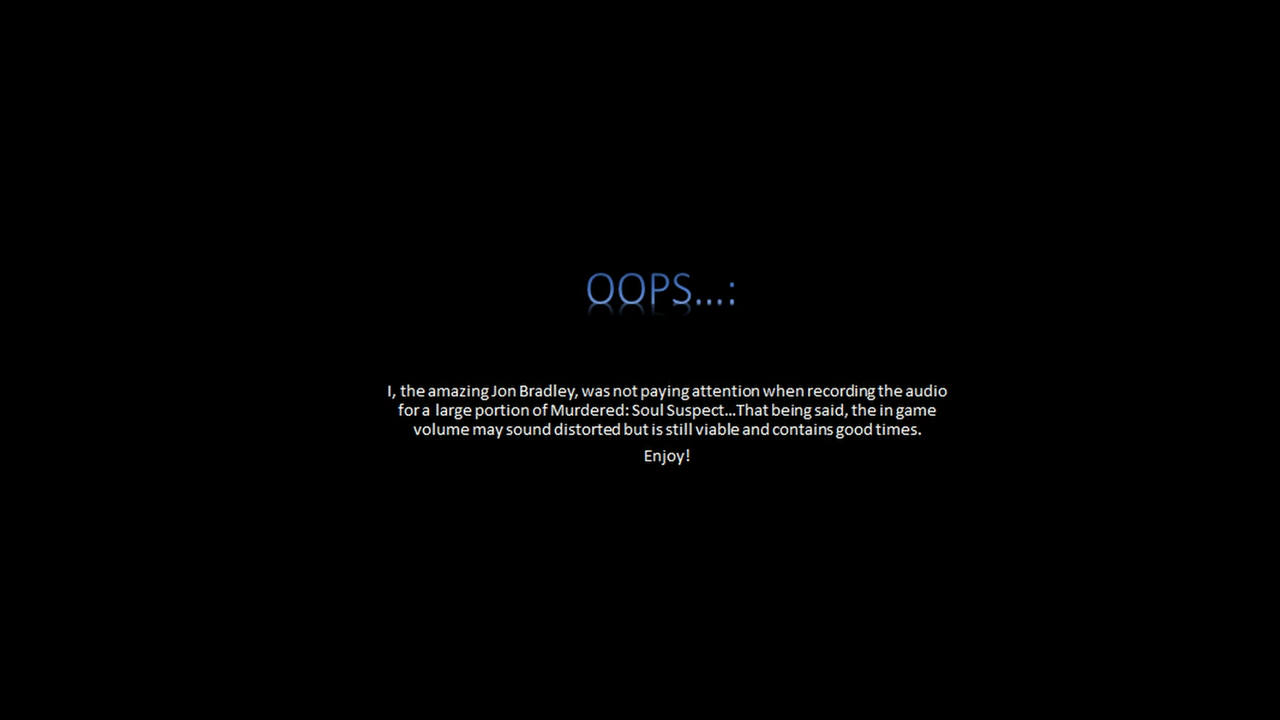 OOPS...:
I, the amazing Jon Bradley, was not paying attention when recording the audio
for a large portion of Murdered: Soul Suspect...That being said, the in game
volume may sound distorted but is still viable and contains good times.
Enjoy!